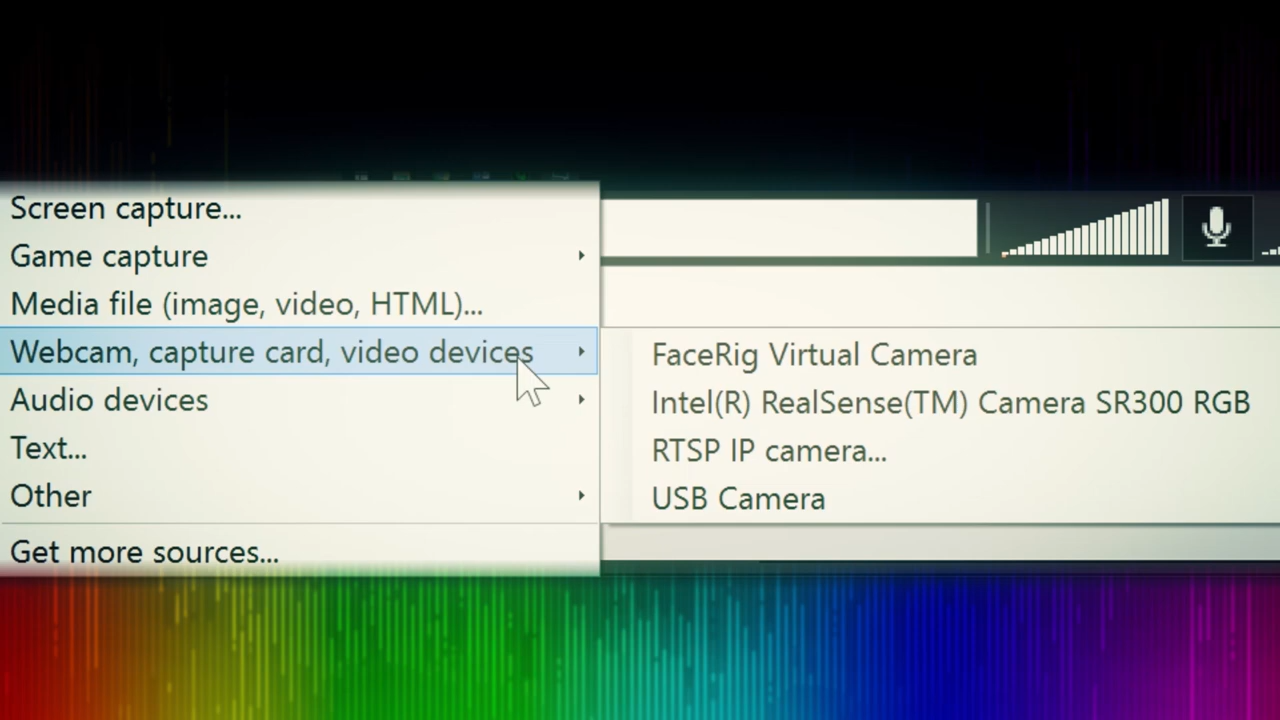 Screen capture...
Game capture
Media file (image, video, HTML)...
Webcam, capture card, video devices
Audio devices
Text...
Other
Get more sources...
FaceRig Virtual Camera
Intel(R) RealSense(TM) Camera SR300 RGB
RTSP IP camera...
USB Camera